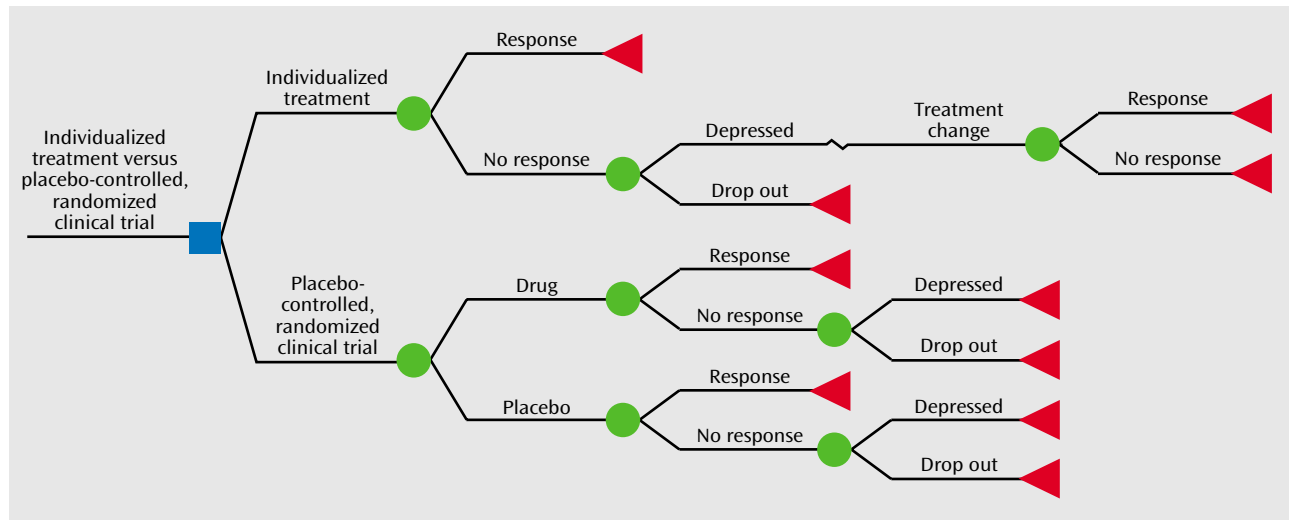 Individualized
treatment versus
placebo-controlled,
randomized
clinical trial
Individualized
treatment
Response
No response
Depressed
Treatment
change
Response
No response
Drop out
Placebo-
controlled,
randomized
clinical trial
Drug
Response
No response
Depressed
Drop out
Placebo
Response
No response
Depressed
Drop out